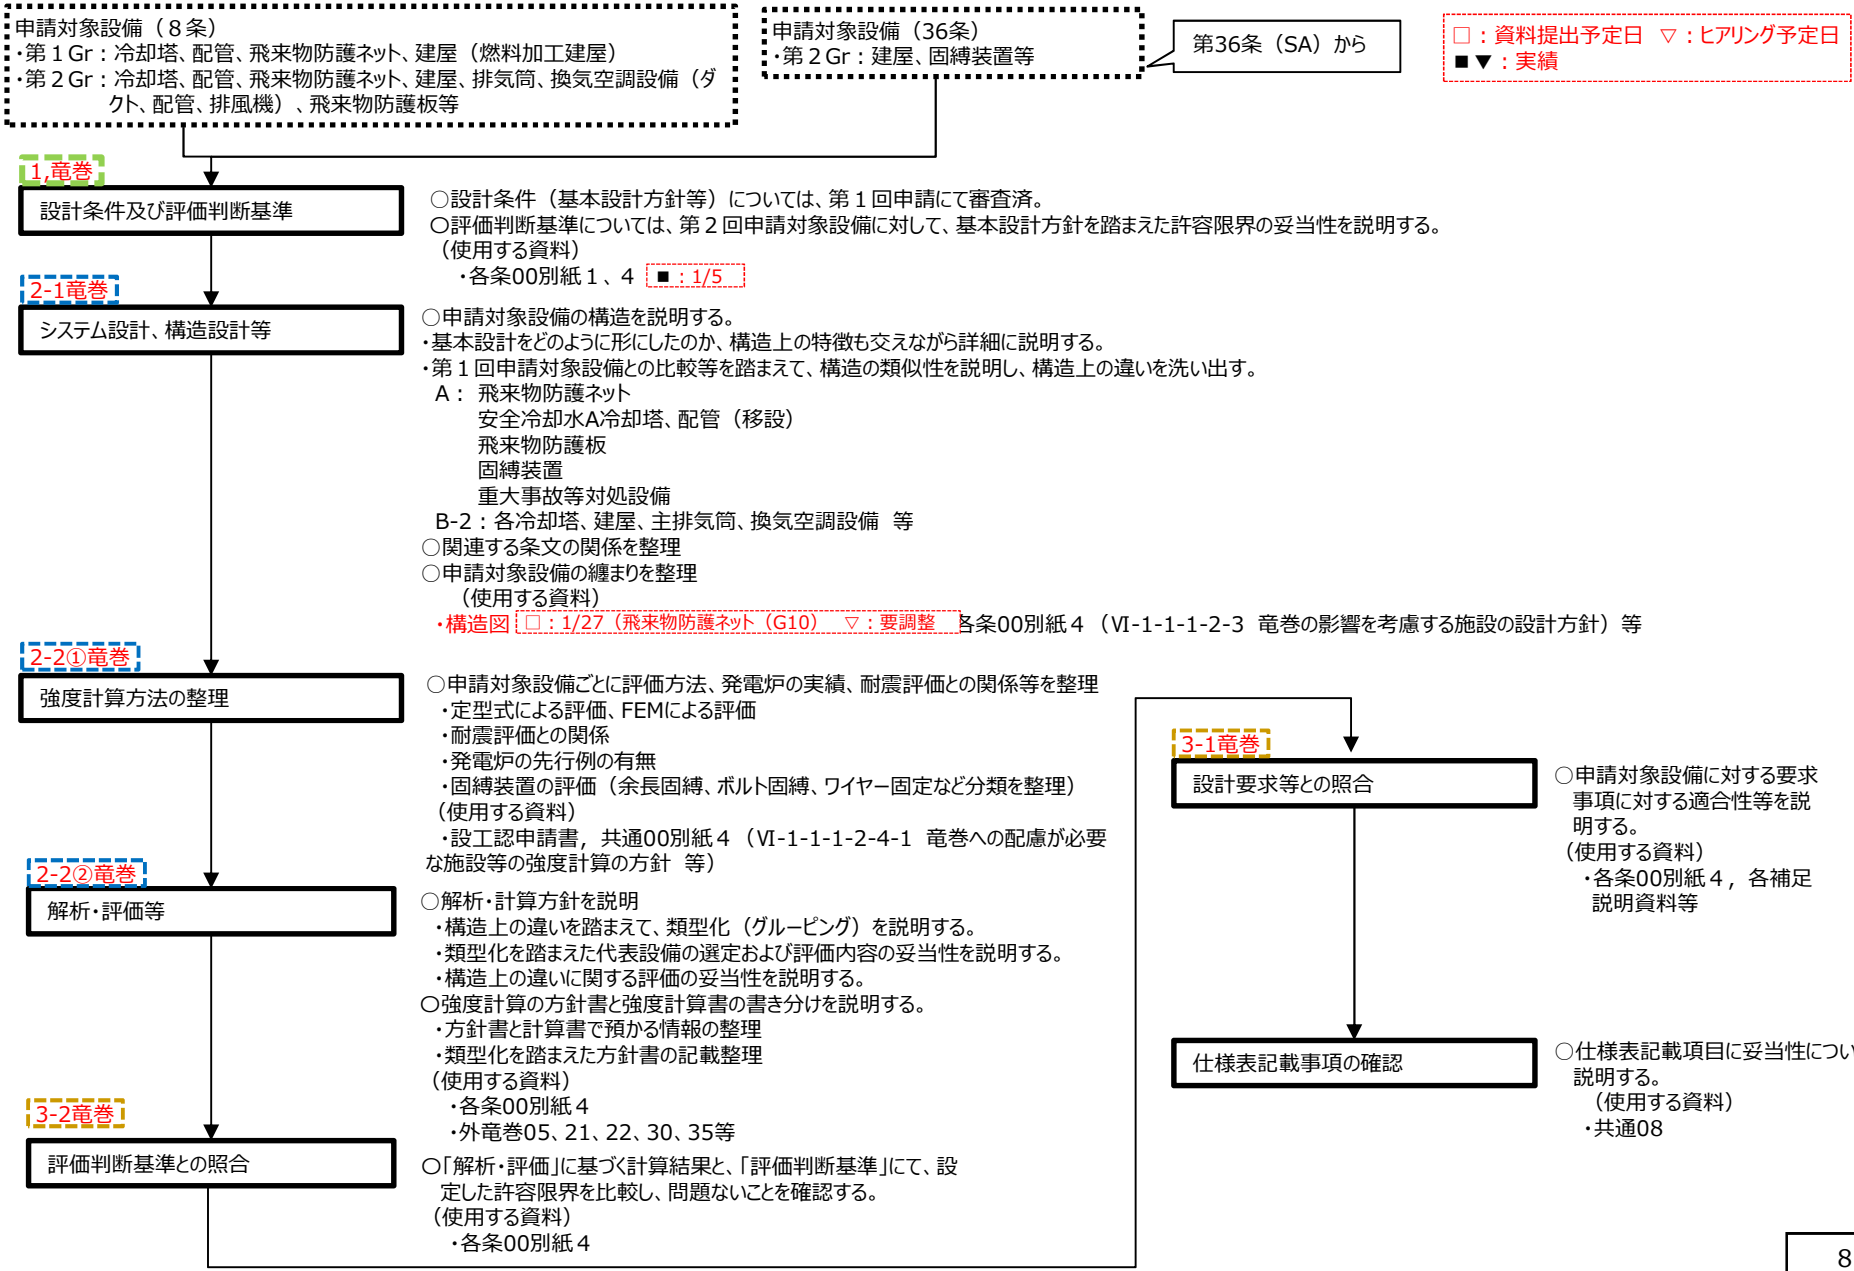 申請対象設備（８条）
・第１Gr：冷却塔、配管、飛来物防護ネット、建屋（燃料加工建屋）
・第２Gr：冷却塔、配管、飛来物防護ネット、建屋、排気筒、換気空調設備（ダ
クト、配管、排風機）、飛来物防護板等
申請対象設備（36条）
・第２Gr：建屋、固縛装置等
第36条（SA）から
□：資料提出予定日 ▽：ヒアリング予定日
■▼：実績
1,竜巻
設計条件及び評価判断基準
○設計条件（基本設計方針等）については、第１回申請にて審査済。
〇評価判断基準については、第２回申請対象設備に対して、基本設計方針を踏まえた許容限界の妥当性を説明する。
（使用する資料）
・各条00別紙１、４ ■：1/5
2-1竜巻
システム設計、構造設計等
○申請対象設備の構造を説明する。
・基本設計をどのように形にしたのか、構造上の特徴も交えながら詳細に説明する。
・第１回申請対象設備との比較等を踏まえて、構造の類似性を説明し、構造上の違いを洗い出す。
A： 飛来物防護ネット
安全冷却水A冷却塔、配管（移設）
飛来物防護板
固縛装置
重大事故等対処設備
B-2：各冷却塔、建屋、主排気筒、換気空調設備 等
○関連する条文の関係を整理
○申請対象設備の纏まりを整理
（使用する資料）
・構造図 □：1/27（飛来物防護ネット（G10） ▽：要調整 各条00別紙４（Ⅵ-1-1-1-2-3 竜巻の影響を考慮する施設の設計方針）等
2-2①竜巻
強度計算方法の整理
○申請対象設備ごとに評価方法、発電炉の実績、耐震評価との関係等を整理
・定型式による評価、FEMによる評価
・耐震評価との関係
・発電炉の先行例の有無
・固縛装置の評価（余長固縛、ボルト固縛、ワイヤー固定など分類を整理）
（使用する資料）
・設工認申請書，共通00別紙４（Ⅵ-1-1-1-2-4-1 竜巻への配慮が必要
な施設等の強度計算の方針 等）
2-2②竜巻
解析・評価等
○解析・計算方針を説明
・構造上の違いを踏まえて、類型化（グルーピング）を説明する。
・類型化を踏まえた代表設備の選定および評価内容の妥当性を説明する。
・構造上の違いに関する評価の妥当性を説明する。
〇強度計算の方針書と強度計算書の書き分けを説明する。
・方針書と計算書で預かる情報の整理
・類型化を踏まえた方針書の記載整理
（使用する資料）
・各条00別紙４
・外竜巻05、21、22、30、35等
3-2竜巻
評価判断基準との照合
〇「解析・評価」に基づく計算結果と、「評価判断基準」にて、設
定した許容限界を比較し、問題ないことを確認する。
（使用する資料）
・各条00別紙４
3-1竜巻
設計要求等との照合
○申請対象設備に対する要求
事項に対する適合性等を説
明する。
（使用する資料）
・各条00別紙４，各補足
説明資料等
仕様表記載事項の確認
○仕様表記載項目に妥当性につい
説明する。
（使用する資料）
・共通08
8